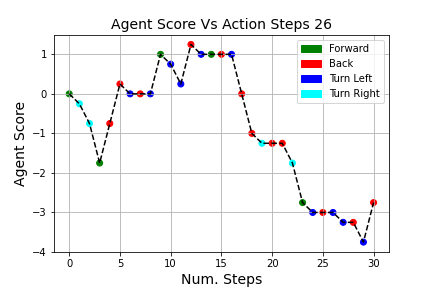 Agent Score Vs Action Steps 26
Forward
Back
Turn Left
Turn Right
Agent Score
1
0
−1
−2
−3
−4
0 5 10 15 20 25 30
Num. Steps